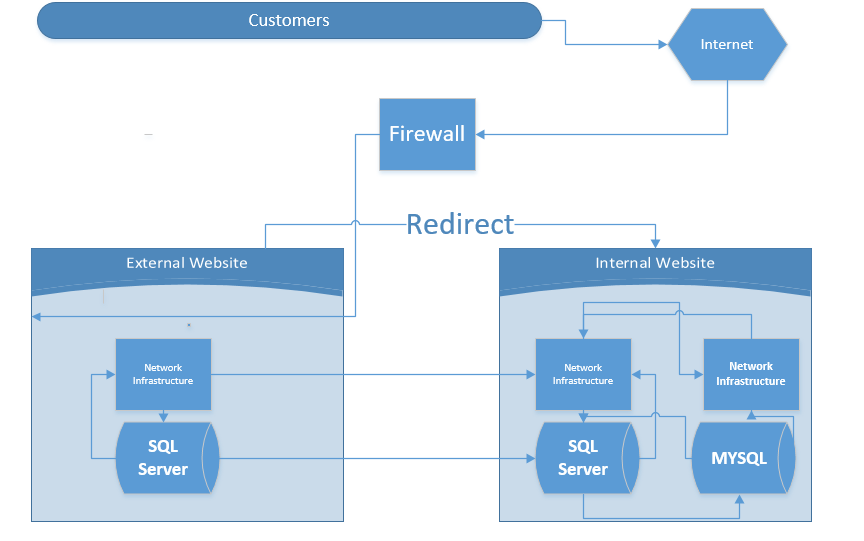 Customers
Internet
Firewall
Redirect
External Website
Internal Website
Network
Infrastructure
Network
Infrastructure
Network
Infrastructure
SQL
Server
SQL
Server
MYSQL